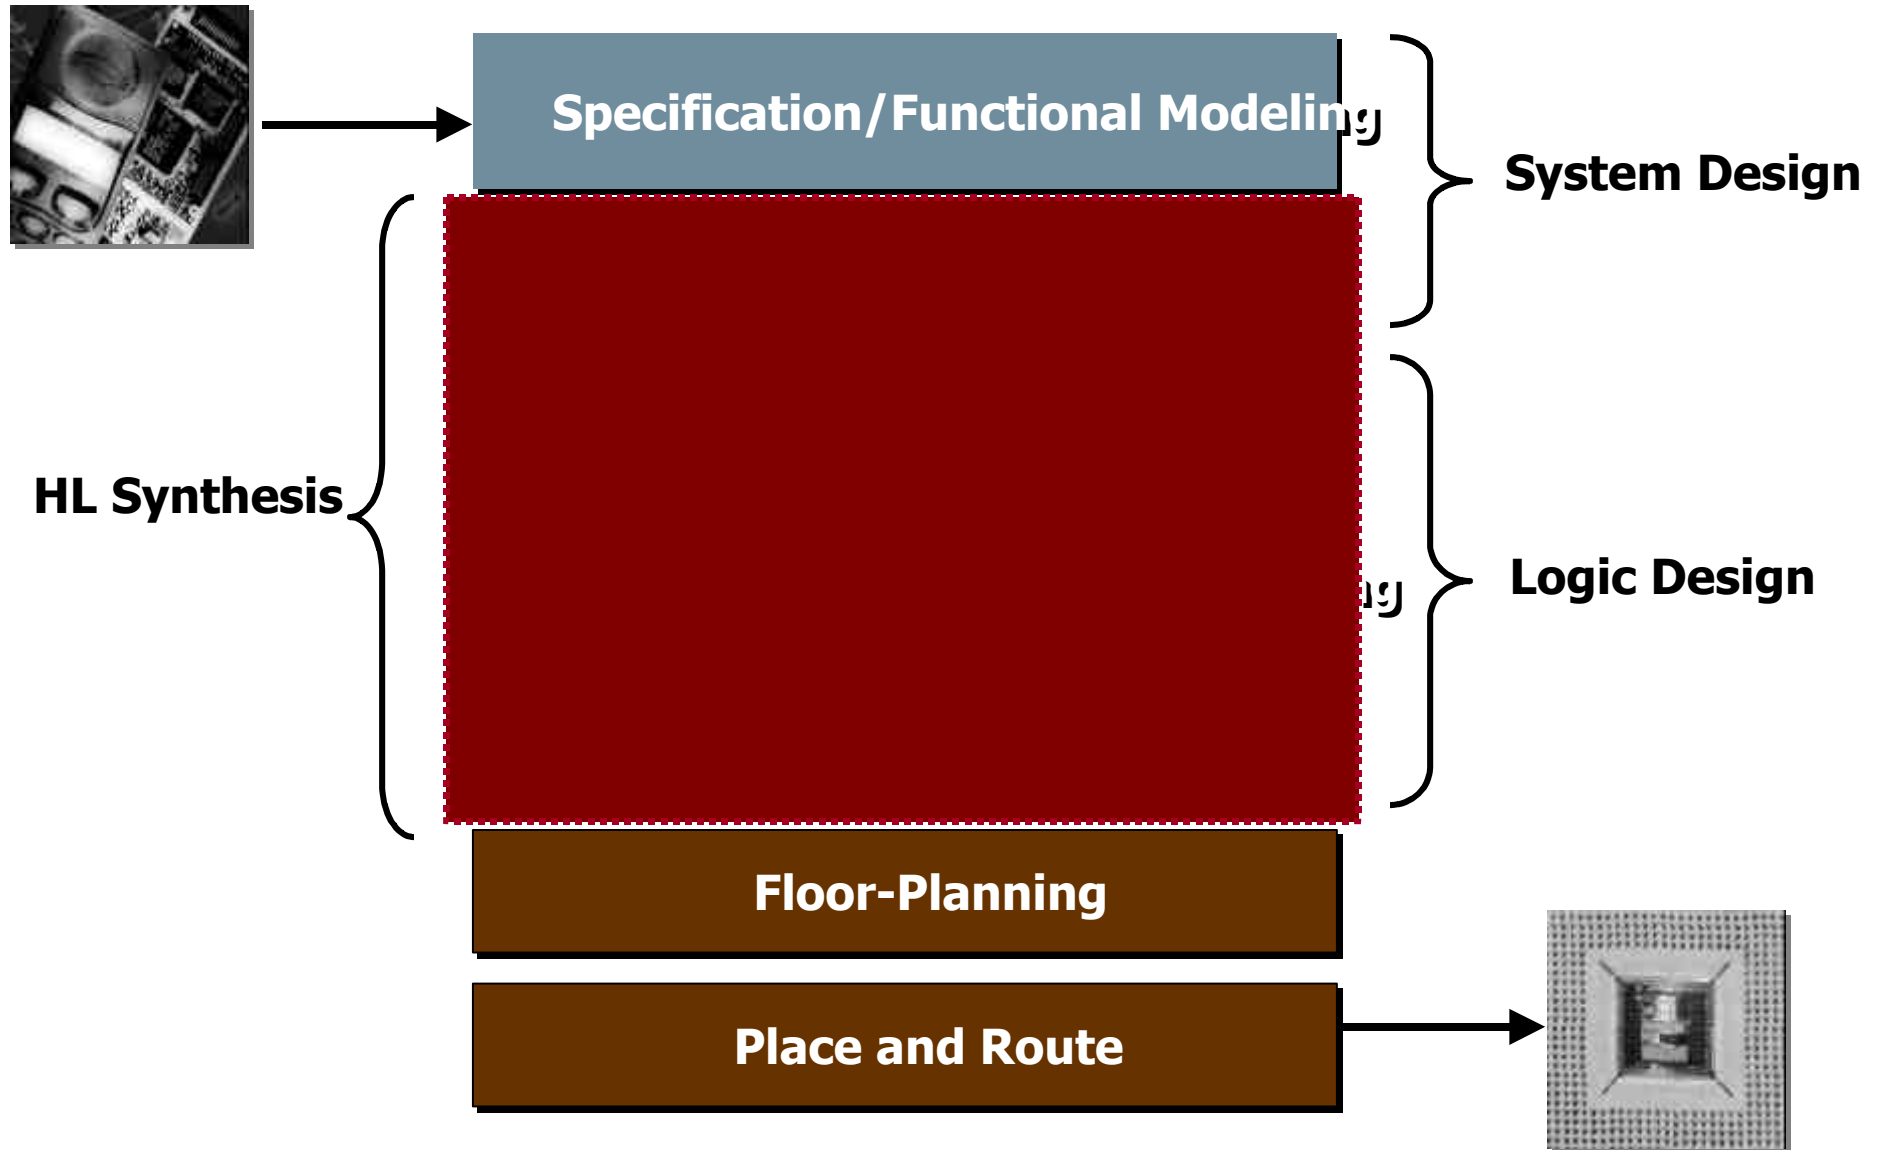 Specification/Functional Modeling
System Design
HL Synthesis
Logic Design
Floor-Planning
Place and Route